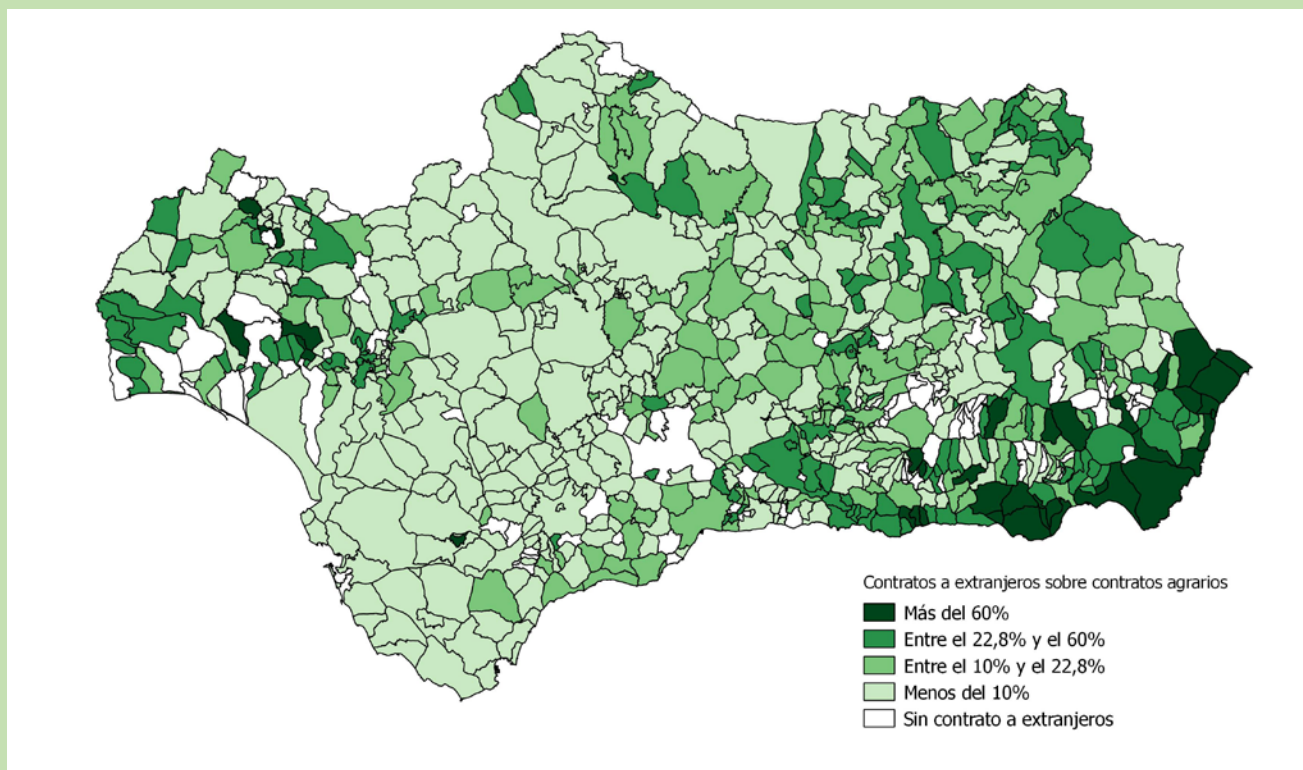 Contratos a extranjeros sobre contratos agrarios
Más del 60%
Entre el 22,8% y el 60%
Entre el 10% y el 22,8%
Menos del 10%
Sin contrato a extranjeros